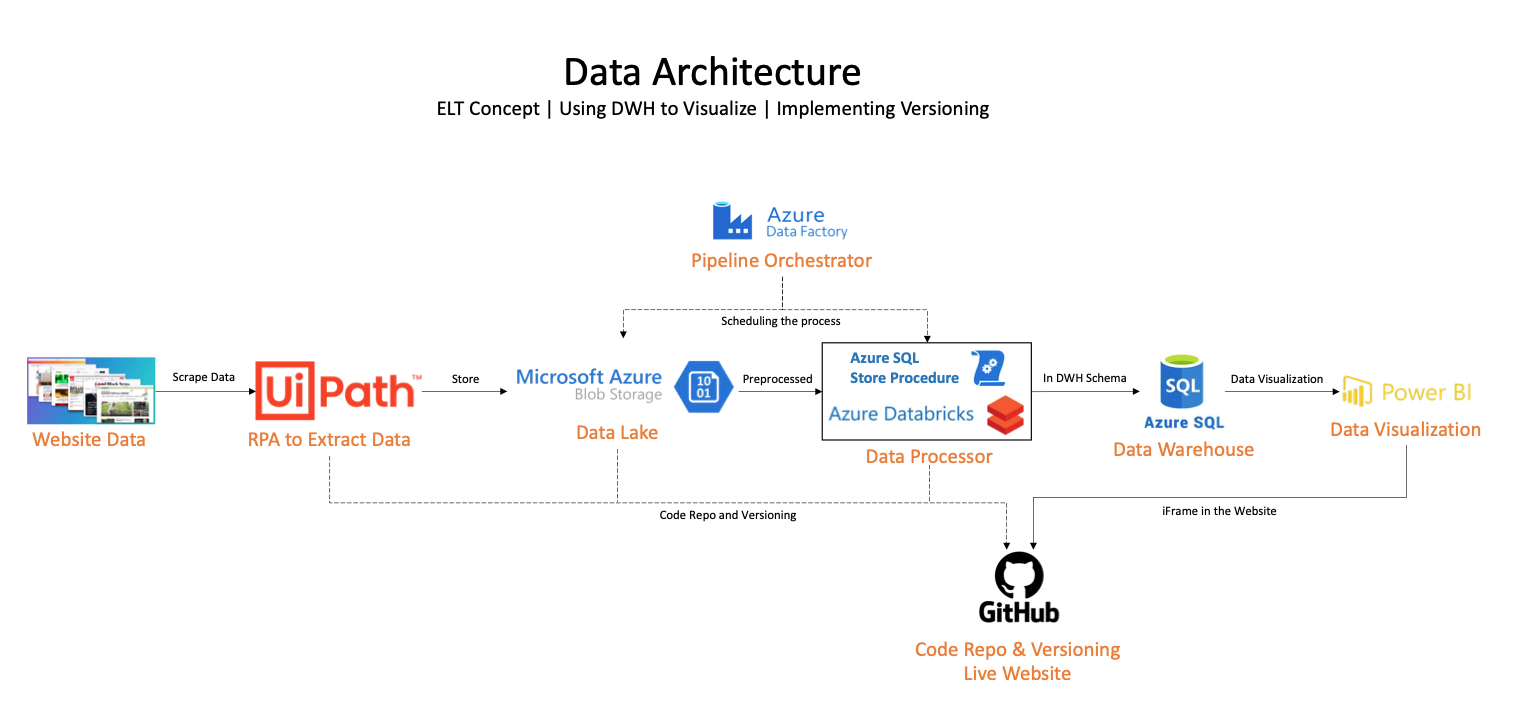 Data Architecture
ELT Concept | Using DWH to Visualize | Implementing Versioning
Azure
Data Factory
Pipeline Orchestrator
Scheduling the process
Website Data
Scrape Data
UiPath™
RPA to Extract Data
Store
Microsoft Azure
Blob Storage
10
01
Data Lake
Preprocessed
Azure SQL
Store Procedure
Azure Databricks
Data Processor
In DWH Schema
SQL
Azure SQL
Data Warehouse
Data Visualization
Power BI
Data Visualization
Code Repo and Versioning
iFrame in the Website
GitHub
Code Repo & Versioning
Live Website